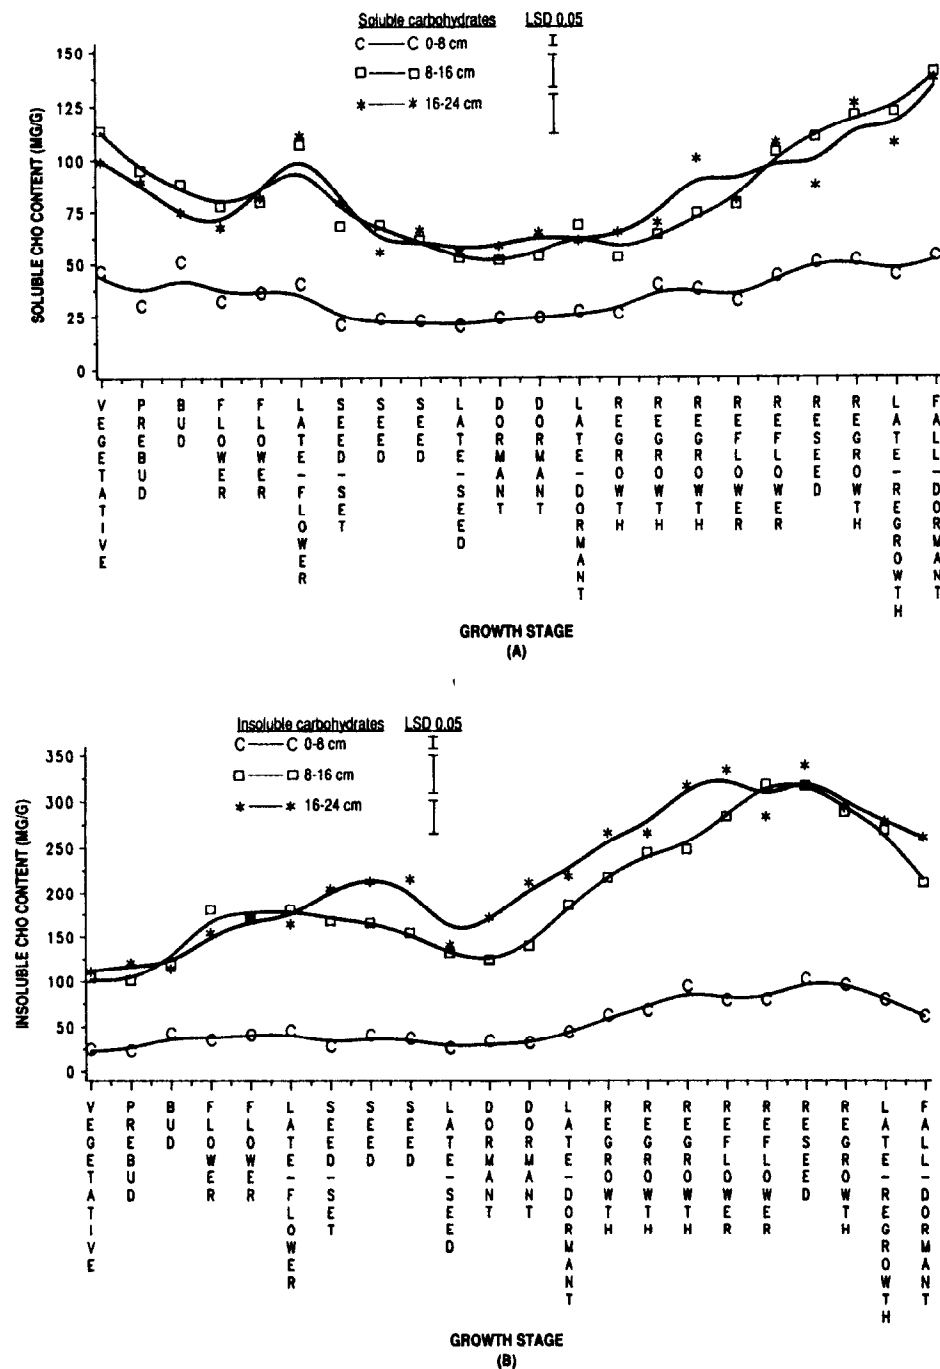 Soluble carbohydrates LSD 0.05
C C 0-8 cm
8-16 cm
* * 16-24 cm
150
125
100
75
50
25
0
SOLUBLE CHO CONTENT (MG/G)
VEGETATIVE
PREBUD
BUD
FLOWER
FLOWER
LATE-FLOWER
SEED-SET
SEED
SEED
LATE-SEED
DORMANT
DORMANT
LATE-DORMANT
REGROWTH
REGROWTH
REGROWTH
REFLOWER
REFLOWER
RESEED
REGROWTH
LATE-REGROWTH
FALL-DORMANT
GROWTH STAGE
(A)
Insoluble carbohydrates LSD 0.05
C C 0-8 cm
8-16 cm
* * 16-24 cm
350
300
250
200
150
100
50
0
INSOLUBLE CHO CONTENT (MG/G)
VEGETATIVE
PREBUD
BUD
FLOWER
FLOWER
LATE-FLOWER
SEED-SET
SEED
SEED
LATE-SEED
DORMANT
DORMANT
LATE-DORMANT
REGROWTH
REGROWTH
REGROWTH
REFLOWER
REFLOWER
RESEED
REGROWTH
LATE-REGROWTH
FALL-DORMANT
GROWTH STAGE
(B)